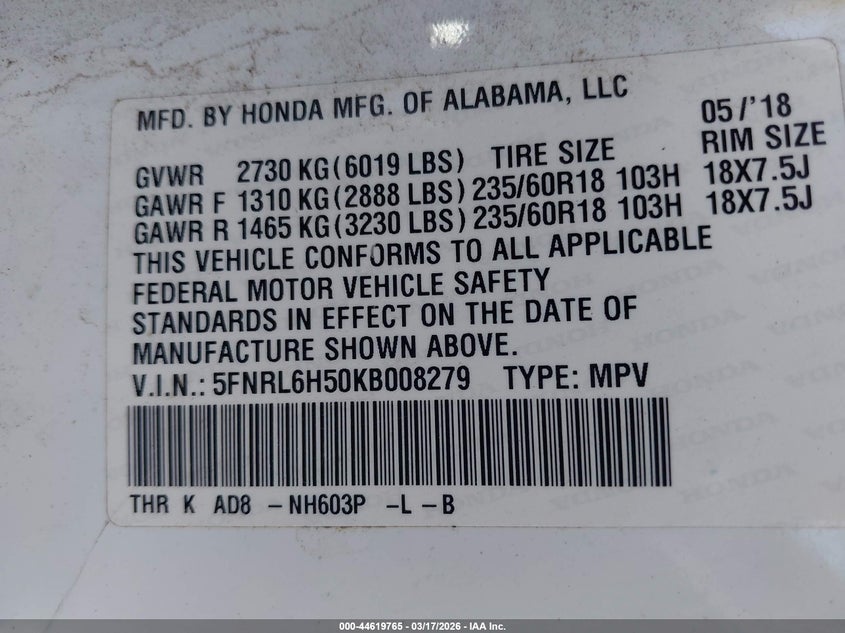 MFD. BY HONDA MFG. OF ALABAMA, LLC 05/'18
GVWR 2730 KG(6019 LBS) TIRE SIZE RIM SIZE
GAWR F 1310 KG(2888 LBS) 235/60R18 103H 18X7.5J
GAWR R 1465 KG(3230 LBS) 235/60R18 103H 18X7.5J
THIS VEHICLE CONFORMS TO ALL APPLICABLE
FEDERAL MOTOR VEHICLE SAFETY
STANDARDS IN EFFECT ON THE DATE OF
MANUFACTURE SHOWN ABOVE.
V.I.N.: 5FNRL6H50KB008279 TYPE: MPV
THR K AD8 -NH603P -L -B
000-44619765 - 03/17/2026 - IAA Inc.